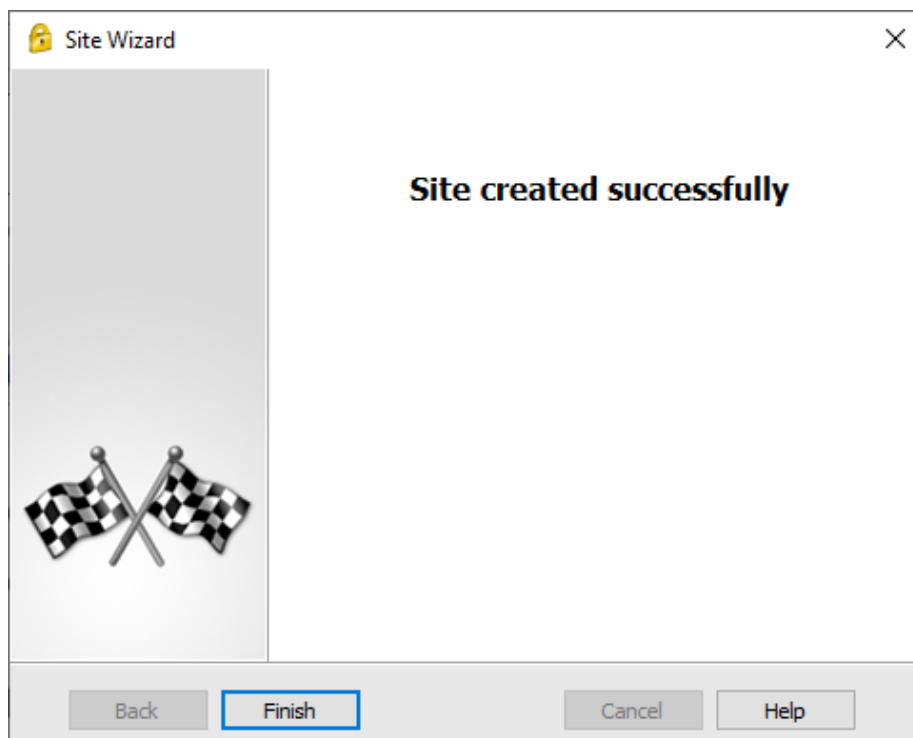 Site Wizard
Site created successfully
Back
Finish
Cancel
Help